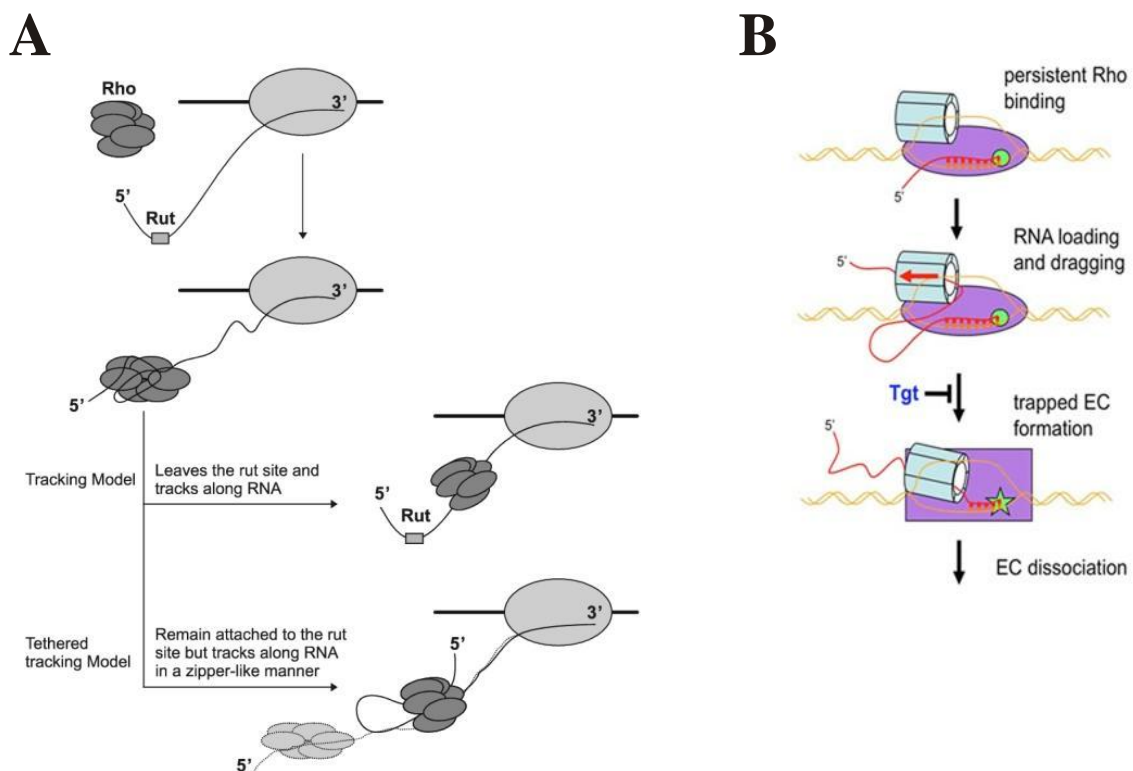 A
Rho
3'
5'
Rut
3'
5'
Tracking Model
Leaves the rut site and
tracks along RNA
3'
5'
Rut
Tethered
tracking Model
Remain attached to the rut
site but tracks along RNA
in a zipper-like manner
3'
5'
5'
B
persistent Rho
binding
5'
RNA loading
and dragging
5'
Tgt
trapped EC
formation
5'
EC dissociation